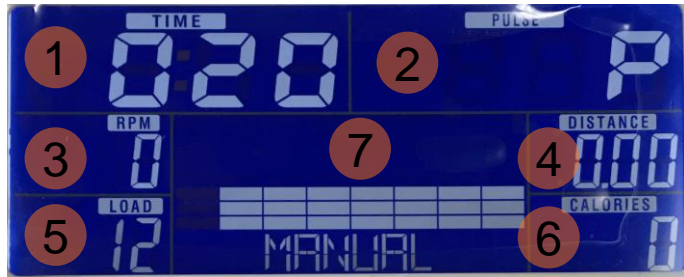 TIME PULSE
1 0:20 2 P
RPM 7 DISTANCE
3 0 4 0.00
LOAD CALORIES
5 12 MANUAL 6 0